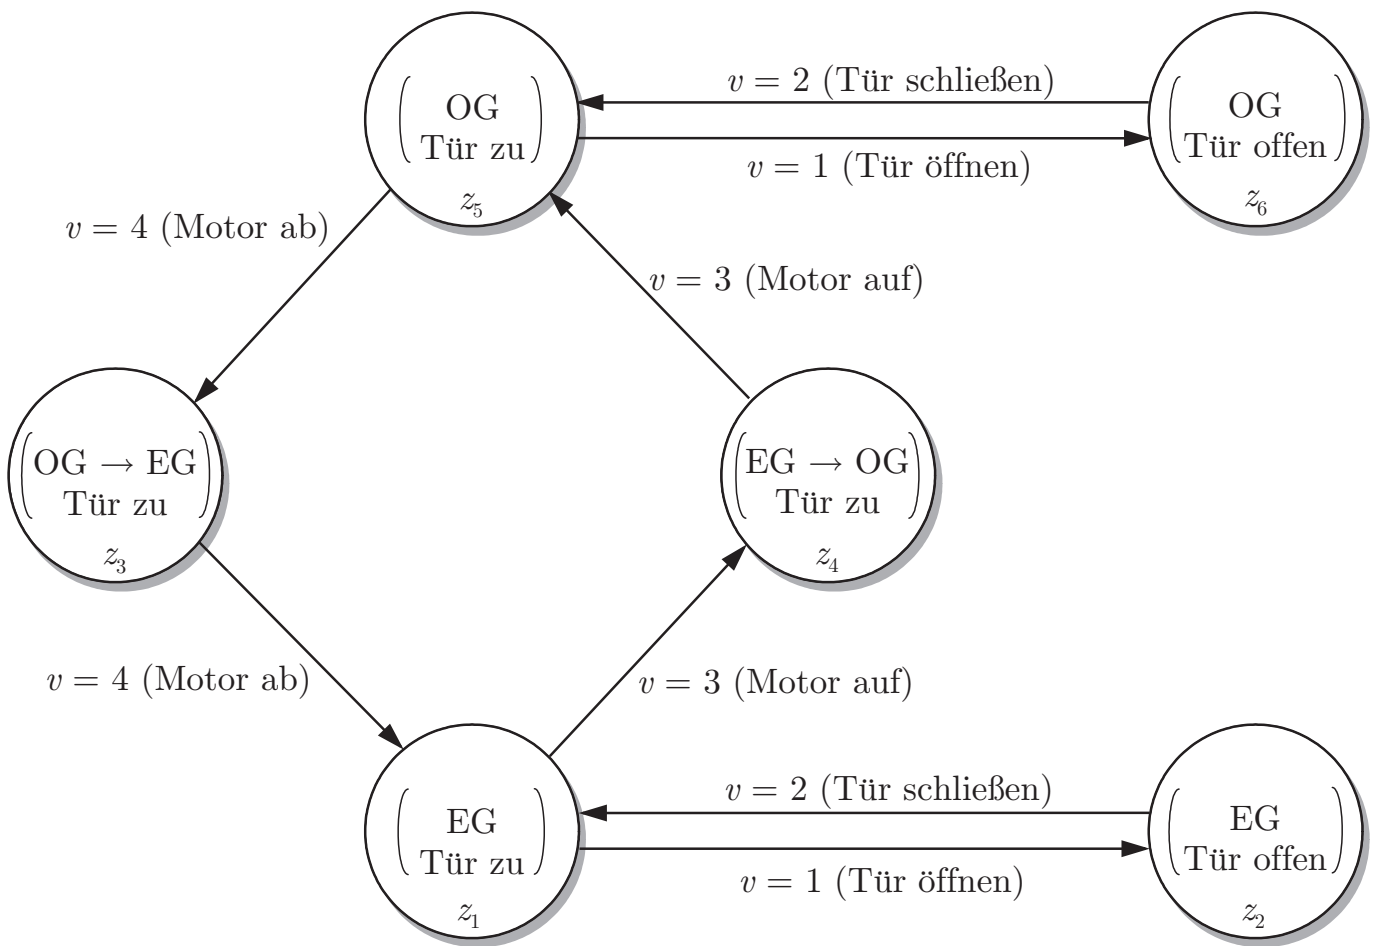 v = 2 (Tür schließen)
OG
Tür zu
z5
OG
Tür offen
z6
v = 1 (Tür öffnen)
v = 4 (Motor ab)
v = 3 (Motor auf)
OG → EG
Tür zu
z3
EG → OG
Tür zu
z4
v = 4 (Motor ab)
v = 3 (Motor auf)
v = 2 (Tür schließen)
EG
Tür zu
z1
EG
Tür offen
z2
v = 1 (Tür öffnen)